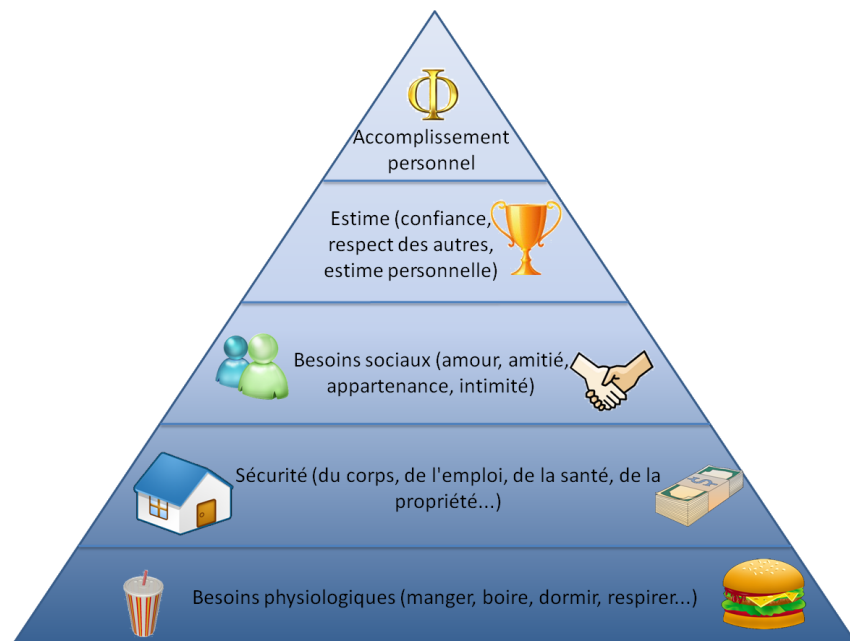 Accomplissement
personnel
Estime (confiance,
respect des autres,
estime personnelle)
Besoins sociaux (amour, amitié,
appartenance, intimité)
Sécurité (du corps, de l'emploi, de la santé, de la
propriété...)
Besoins physiologiques (manger, boire, dormir, respirer...)